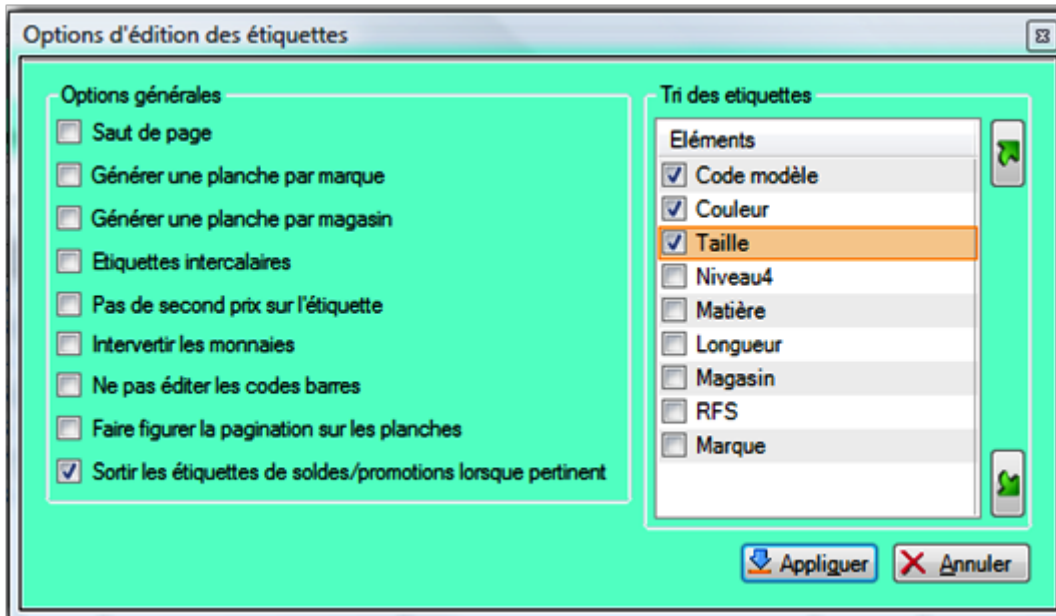 Options d'édition des étiquettes
Options générales
Saut de page
Générer une planche par marque
Générer une planche par magasin
Etiquettes intercalaires
Pas de second prix sur l'étiquette
Intervertir les monnaies
Ne pas éditer les codes barres
Faire figurer la pagination sur les planches
Sortir les étiquettes de soldes/promotions lorsque pertinent
Tri des etiquettes
Eléments
Code modèle
Couleur
Taille
Niveau4
Matière
Longueur
Magasin
RFS
Marque
Appliquer
Annuler